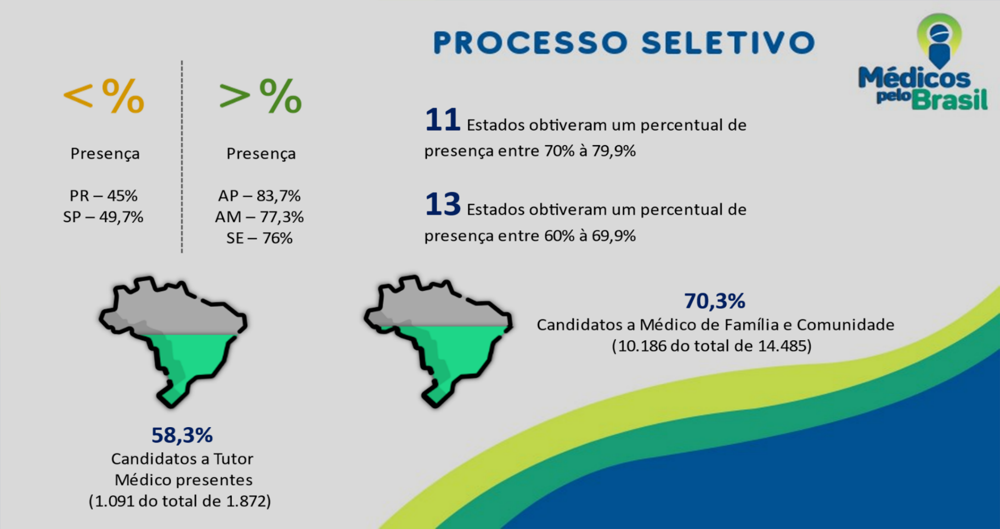 PROCESSO SELETIVO
Médicos
pelo Brasil
< %
Presença
PR – 45%
SP – 49,7%
> %
Presença
AP – 83,7%
AM – 77,3%
SE – 76%
11 Estados obtiveram um percentual de
presença entre 70% à 79,9%
13 Estados obtiveram um percentual de
presença entre 60% à 69,9%
58,3%
Candidatos a Tutor
Médico presentes
(1.091 do total de 1.872)
70,3%
Candidatos a Médico de Família e Comunidade
(10.186 do total de 14.485)